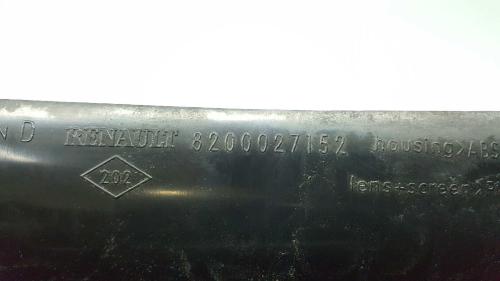 N D RENAULT 8200027152 housing>ABS
202 lens+screen>P